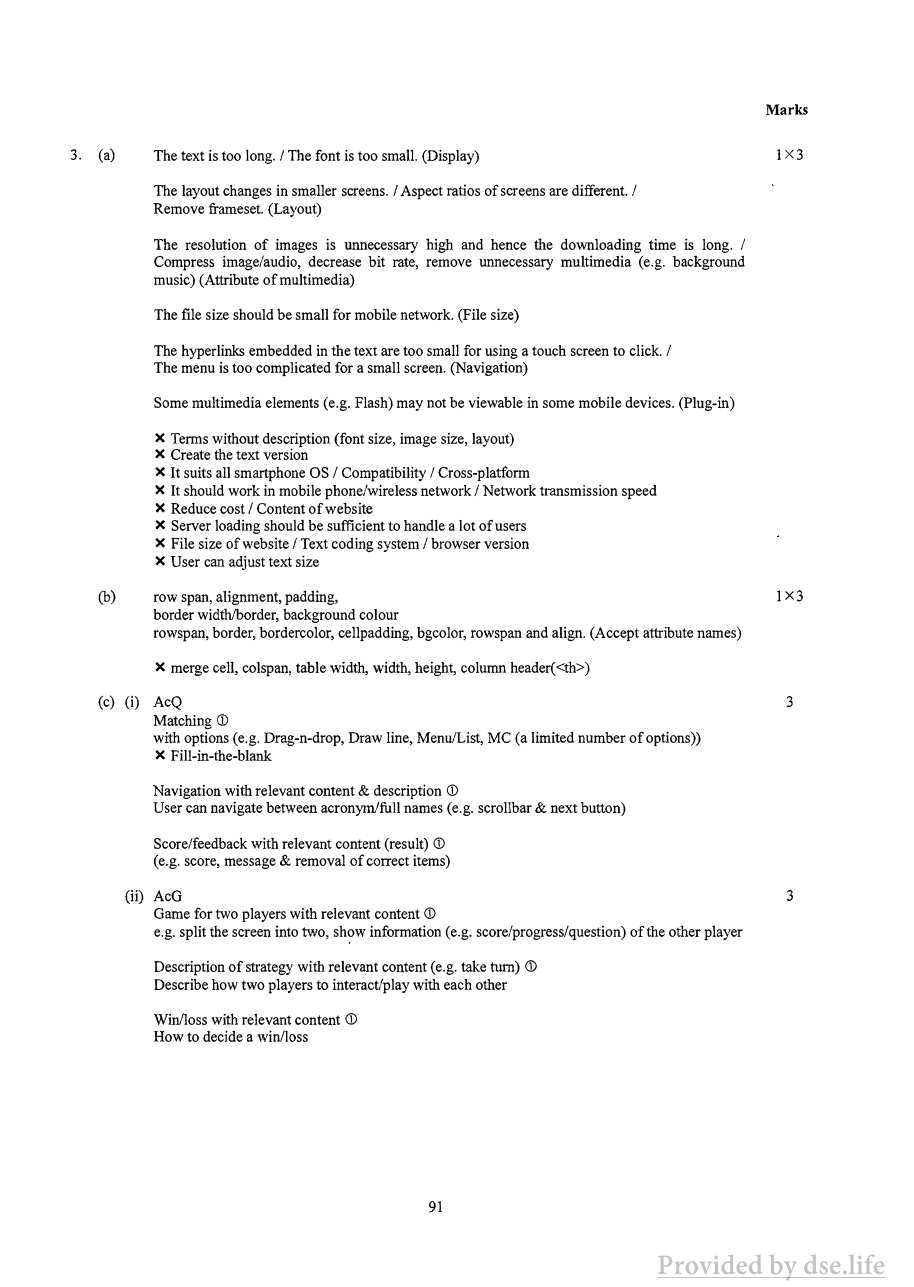 Marks
3. (a) The text is too long. / The font is too small. (Display) 1×3
The layout changes in smaller screens. / Aspect ratios of screens are different. /
Remove frameset. (Layout)
The resolution of images is unnecessary high and hence the downloading time is long. /
Compress image/audio, decrease bit rate, remove unnecessary multimedia (e.g. background
music) (Attribute of multimedia)
The file size should be small for mobile network. (File size)
The hyperlinks embedded in the text are too small for using a touch screen to click. /
The menu is too complicated for a small screen. (Navigation)
Some multimedia elements (e.g. Flash) may not be viewable in some mobile devices. (Plug-in)
✕ Terms without description (font size, image size, layout)
✕ Create the text version
✕ It suits all smartphone OS / Compatibility / Cross-platform
✕ It should work in mobile phone/wireless network / Network transmission speed
✕ Reduce cost / Content of website
✕ Server loading should be sufficient to handle a lot of users
✕ File size of website / Text coding system / browser version
✕ User can adjust text size
(b) row span, alignment, padding, 1×3
border width/border, background colour
rowspan, border, bordercolor, cellpadding, bgcolor, rowspan and align. (Accept attribute names)
✕ merge cell, colspan, table width, width, height, column header(<th>)
(c) (i) AcQ 3
Matching ①
with options (e.g. Drag-n-drop, Draw line, Menu/List, MC (a limited number of options))
✕ Fill-in-the-blank
Navigation with relevant content & description ①
User can navigate between acronym/full names (e.g. scrollbar & next button)
Score/feedback with relevant content (result) ①
(e.g. score, message & removal of correct items)
(ii) AcG 3
Game for two players with relevant content ①
e.g. split the screen into two, show information (e.g. score/progress/question) of the other player
Description of strategy with relevant content (e.g. take turn) ①
Describe how two players to interact/play with each other
Win/loss with relevant content ①
How to decide a win/loss
91
Provided by dse.life